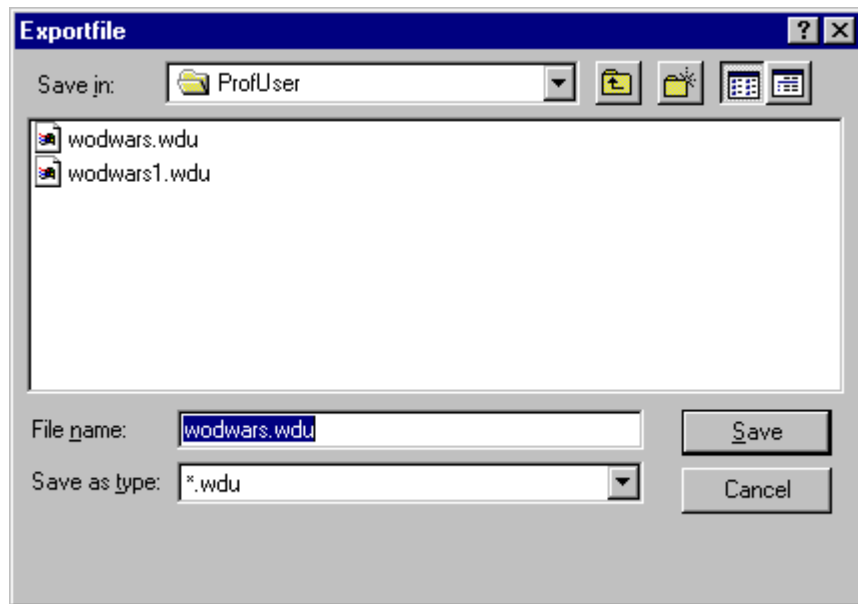 Exportfile
Save in: ProfUser
wodwars.wdu
wodwars1.wdu
File name: wodwars.wdu Save
Save as type: *.wdu Cancel